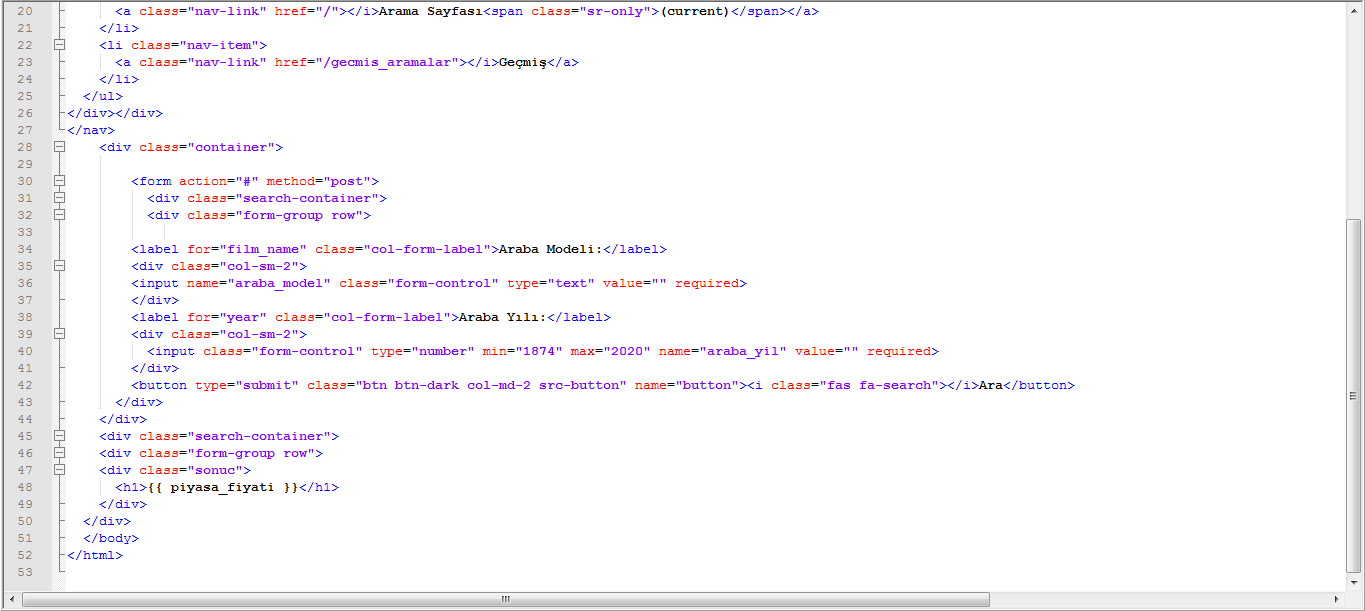 20 <a class="nav-link" href="/"></i>Arama Sayfası<span class="sr-only">(current)</span></a>
21 </li>
22 <li class="nav-item">
23 <a class="nav-link" href="/gecmis_aramalar"></i>Geçmiş</a>
24 </li>
25 </ul>
26 </div></div>
27 </nav>
28 <div class="container">
29
30 <form action="#" method="post">
31 <div class="search-container">
32 <div class="form-group row">
33
34 <label for="film_name" class="col-form-label">Araba Modeli:</label>
35 <div class="col-sm-2">
36 <input name="araba_model" class="form-control" type="text" value="" required>
37 </div>
38 <label for="year" class="col-form-label">Araba Yılı:</label>
39 <div class="col-sm-2">
40 <input class="form-control" type="number" min="1874" max="2020" name="araba_yil" value="" required>
41 </div>
42 <button type="submit" class="btn btn-dark col-md-2 src-button" name="button"><i class="fas fa-search"></i>Ara</button>
43 </div>
44 </div>
45 <div class="search-container">
46 <div class="form-group row">
47 <div class="sonuc">
48 <h1>{{ piyasa_fiyati }}</h1>
49 </div>
50 </div>
51 </body>
52 </html>
53